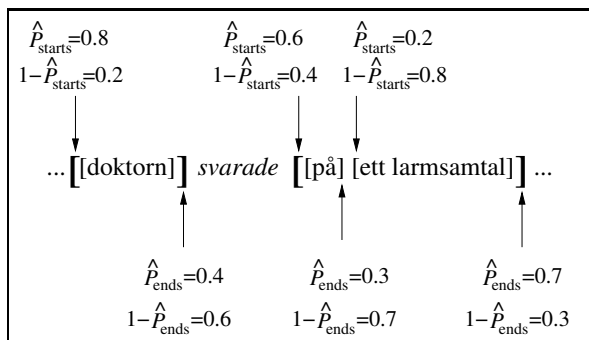 P̂starts=0.8 P̂starts=0.6 P̂starts=0.2
1−P̂starts=0.2 1−P̂starts=0.4 1−P̂starts=0.8
...[[doktorn]] svarade [[på] [ett larmsamtal]] ...
P̂ends=0.4 P̂ends=0.3 P̂ends=0.7
1−P̂ends=0.6 1−P̂ends=0.7 1−P̂ends=0.3